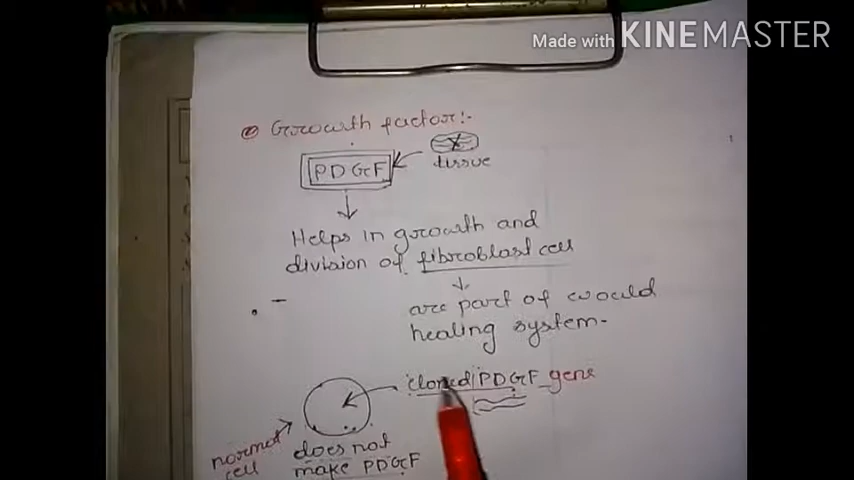 Made with KINEMASTER
Growth factor:-
PDGF
tissue
Helps in growth and
division of fibroblast cell
are part of would
healing system.
cloned PDGF gene
normal
cell
does not
make PDGF